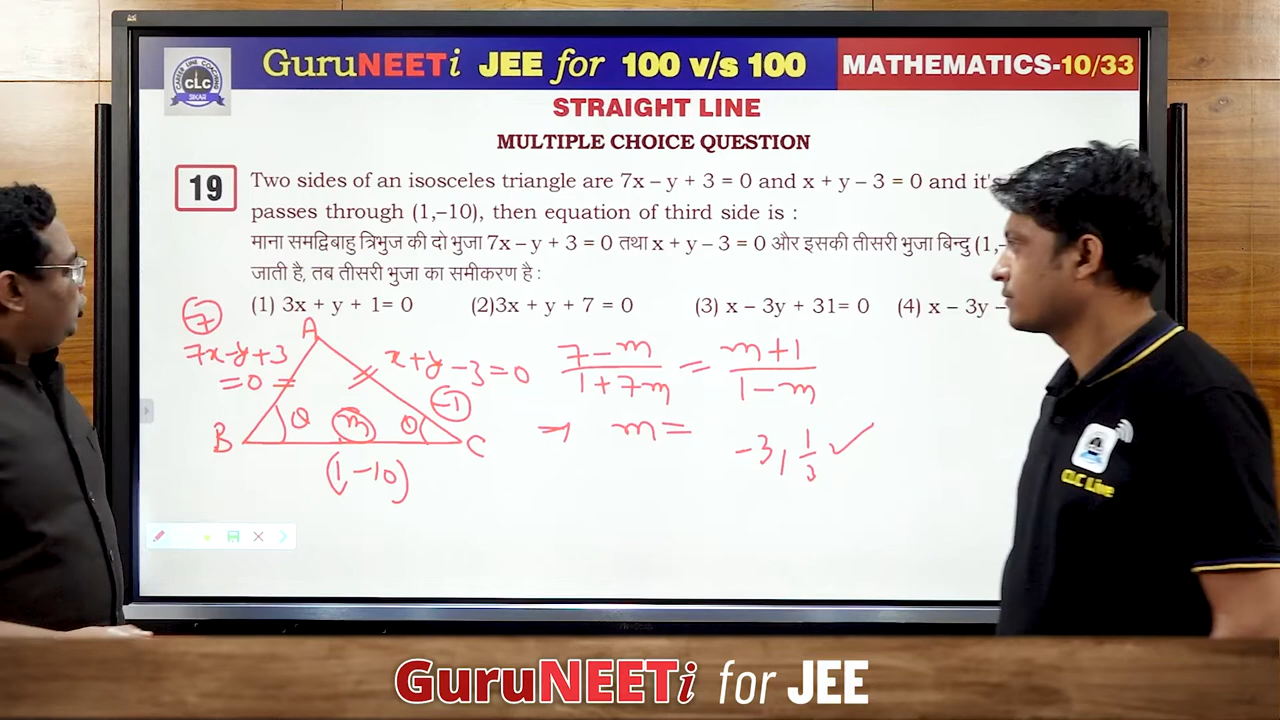 GuruNEETi JEE for 100 v/s 100
MATHEMATICS-10/33
CLC
SIKAR
STRAIGHT LINE
MULTIPLE CHOICE QUESTION
19
Two sides of an isosceles triangle are 7x – y + 3 = 0 and x + y – 3 = 0 and it's
passes through (1,–10), then equation of third side is :
माना समद्विबाहु त्रिभुज की दो भुजा 7x – y + 3 = 0 तथा x + y – 3 = 0 और इसकी तीसरी भुजा बिन्दु (1,–
जाती है, तब तीसरी भुजा का समीकरण है :
(1) 3x + y + 1= 0 (2)3x + y + 7 = 0 (3) x – 3y + 31= 0 (4) x – 3y –
7
A
7x-y+3
=0
x+y-3=0
-1
B
θ
m
θ
C
(1 -10)
7-m / 1+7m = m+1 / 1-m
⇒ m =
-3, 1/3 ✓
CLC Live
GuruNEETi for JEE